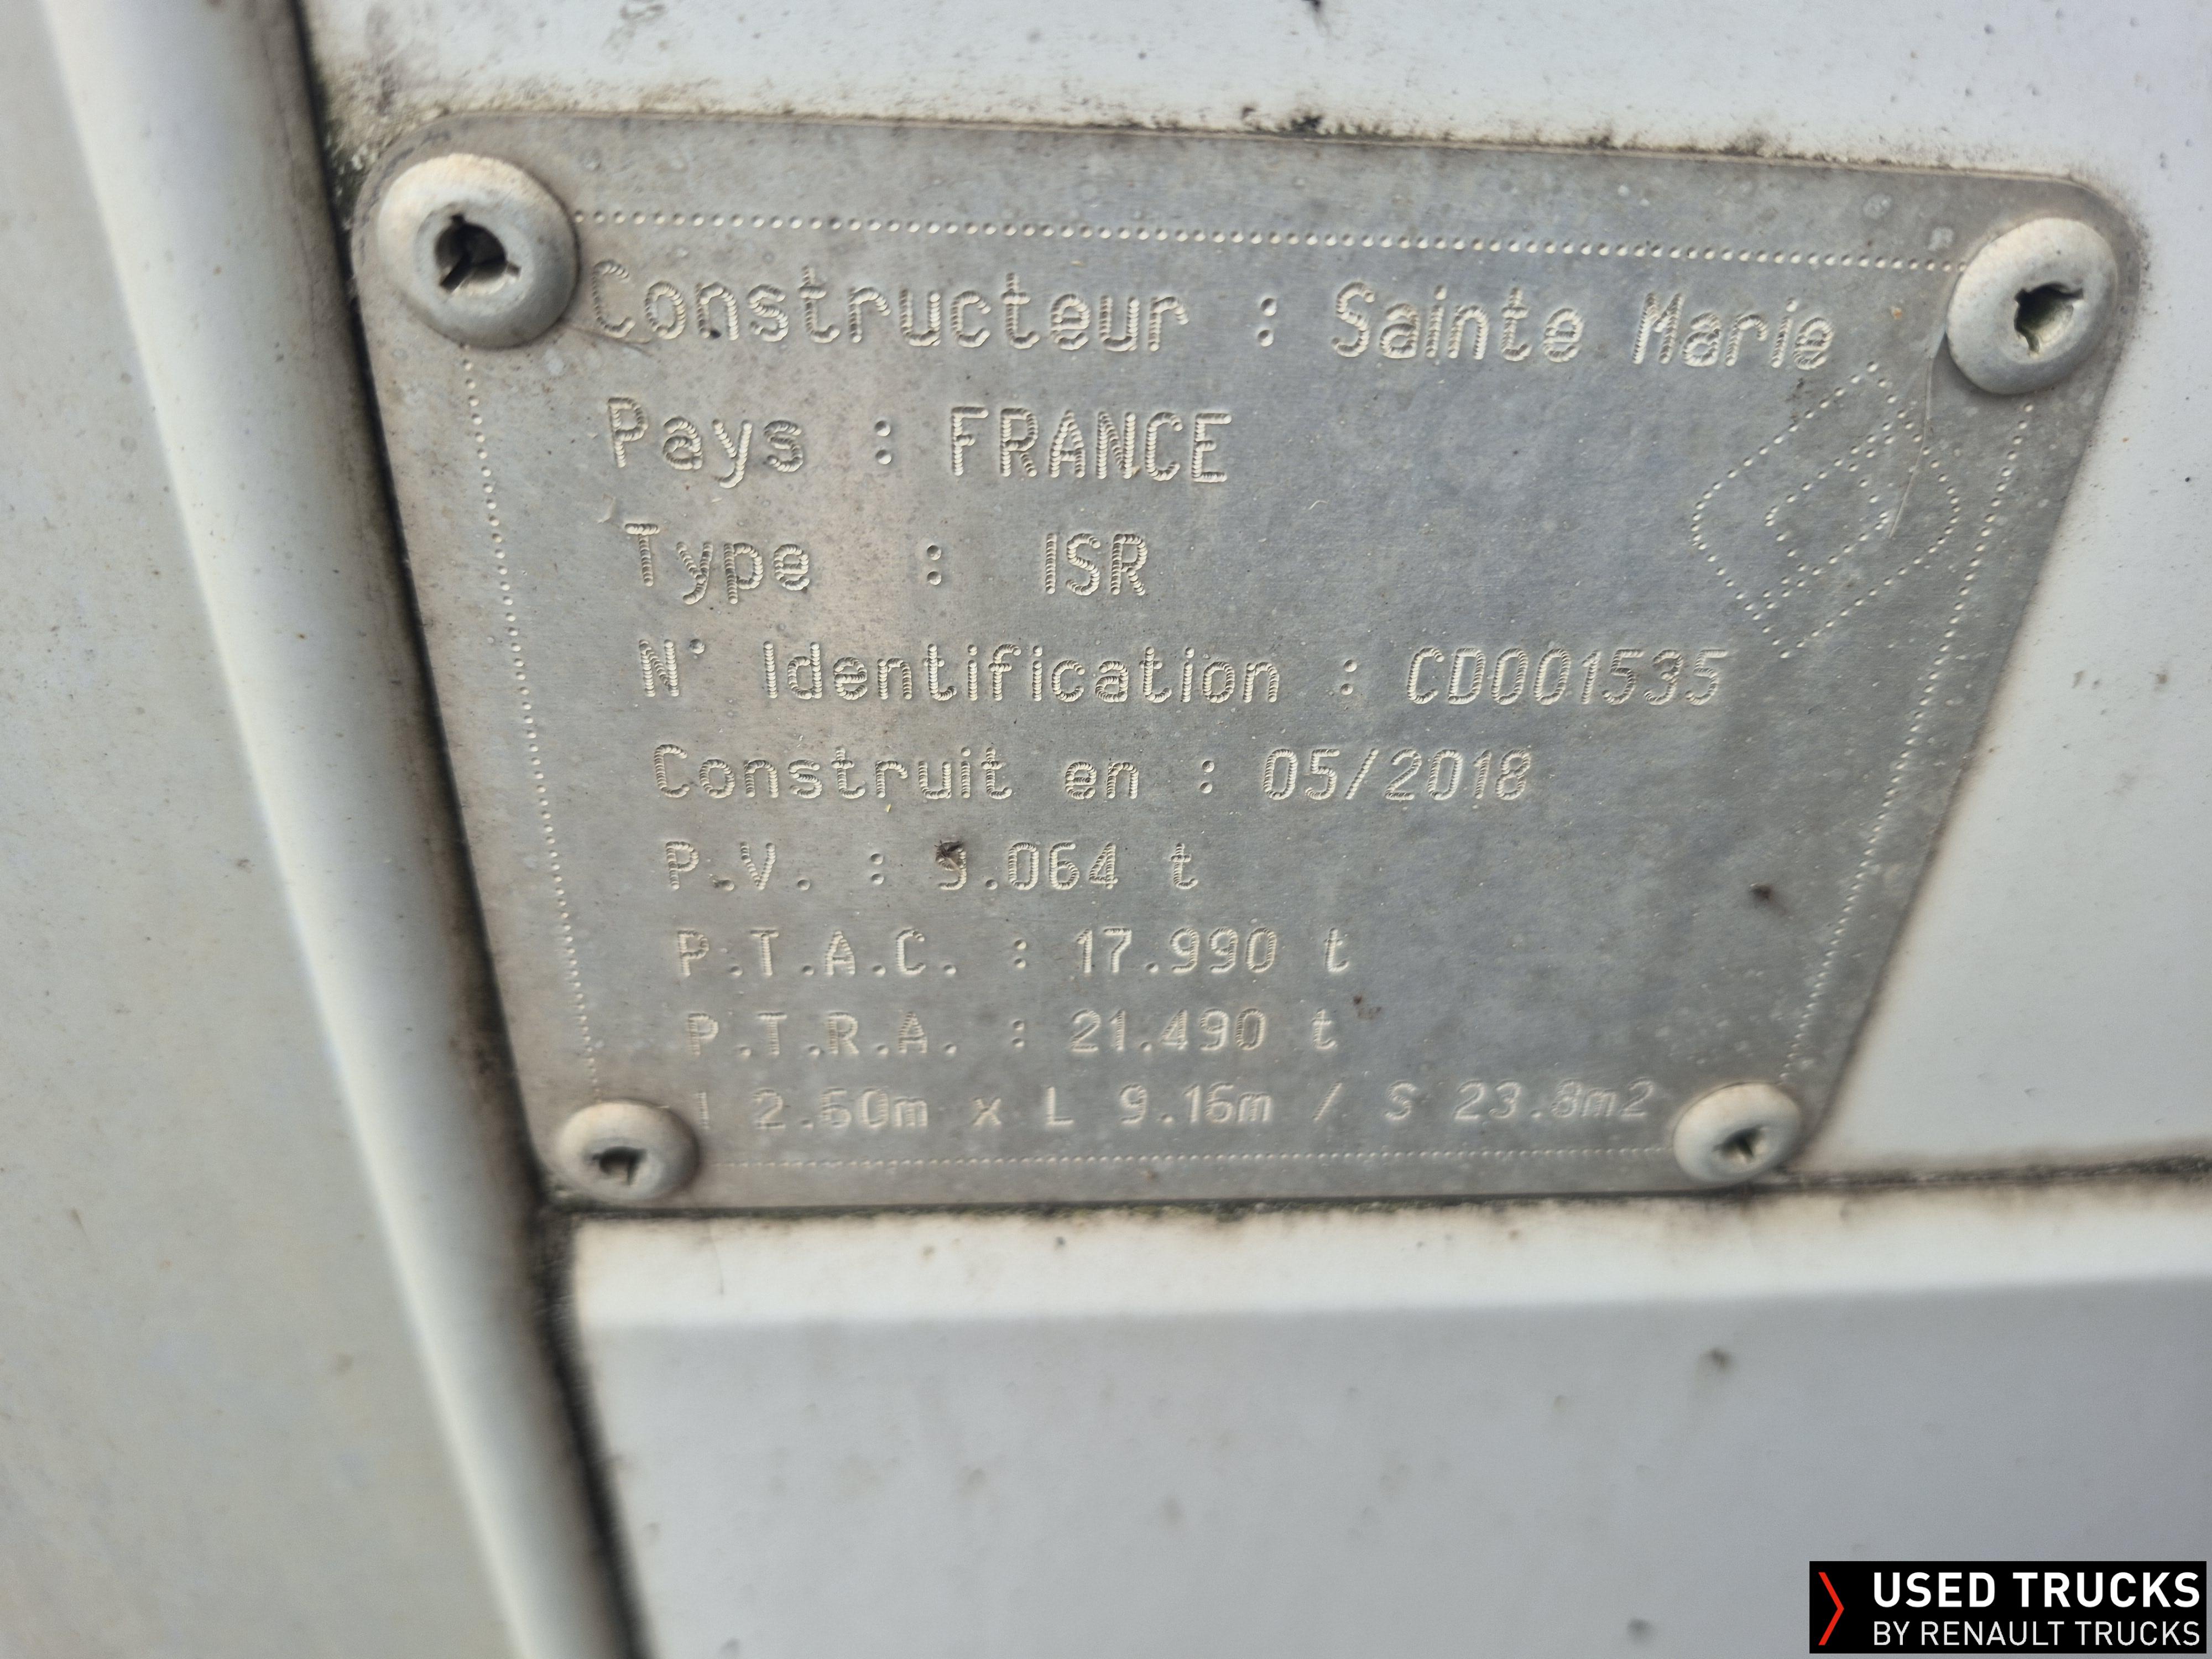 Constructeur : Sainte Marie
Pays : FRANCE
Type : ISR
N° Identification : CD001535
Construit en : 05/2018
P.V. : 9.064 t
P.T.A.C. : 17.990 t
P.T.R.A. : 21.490 t
l 2.60m x L 9.16m / S 23.8m2
USED TRUCKS
BY RENAULT TRUCKS